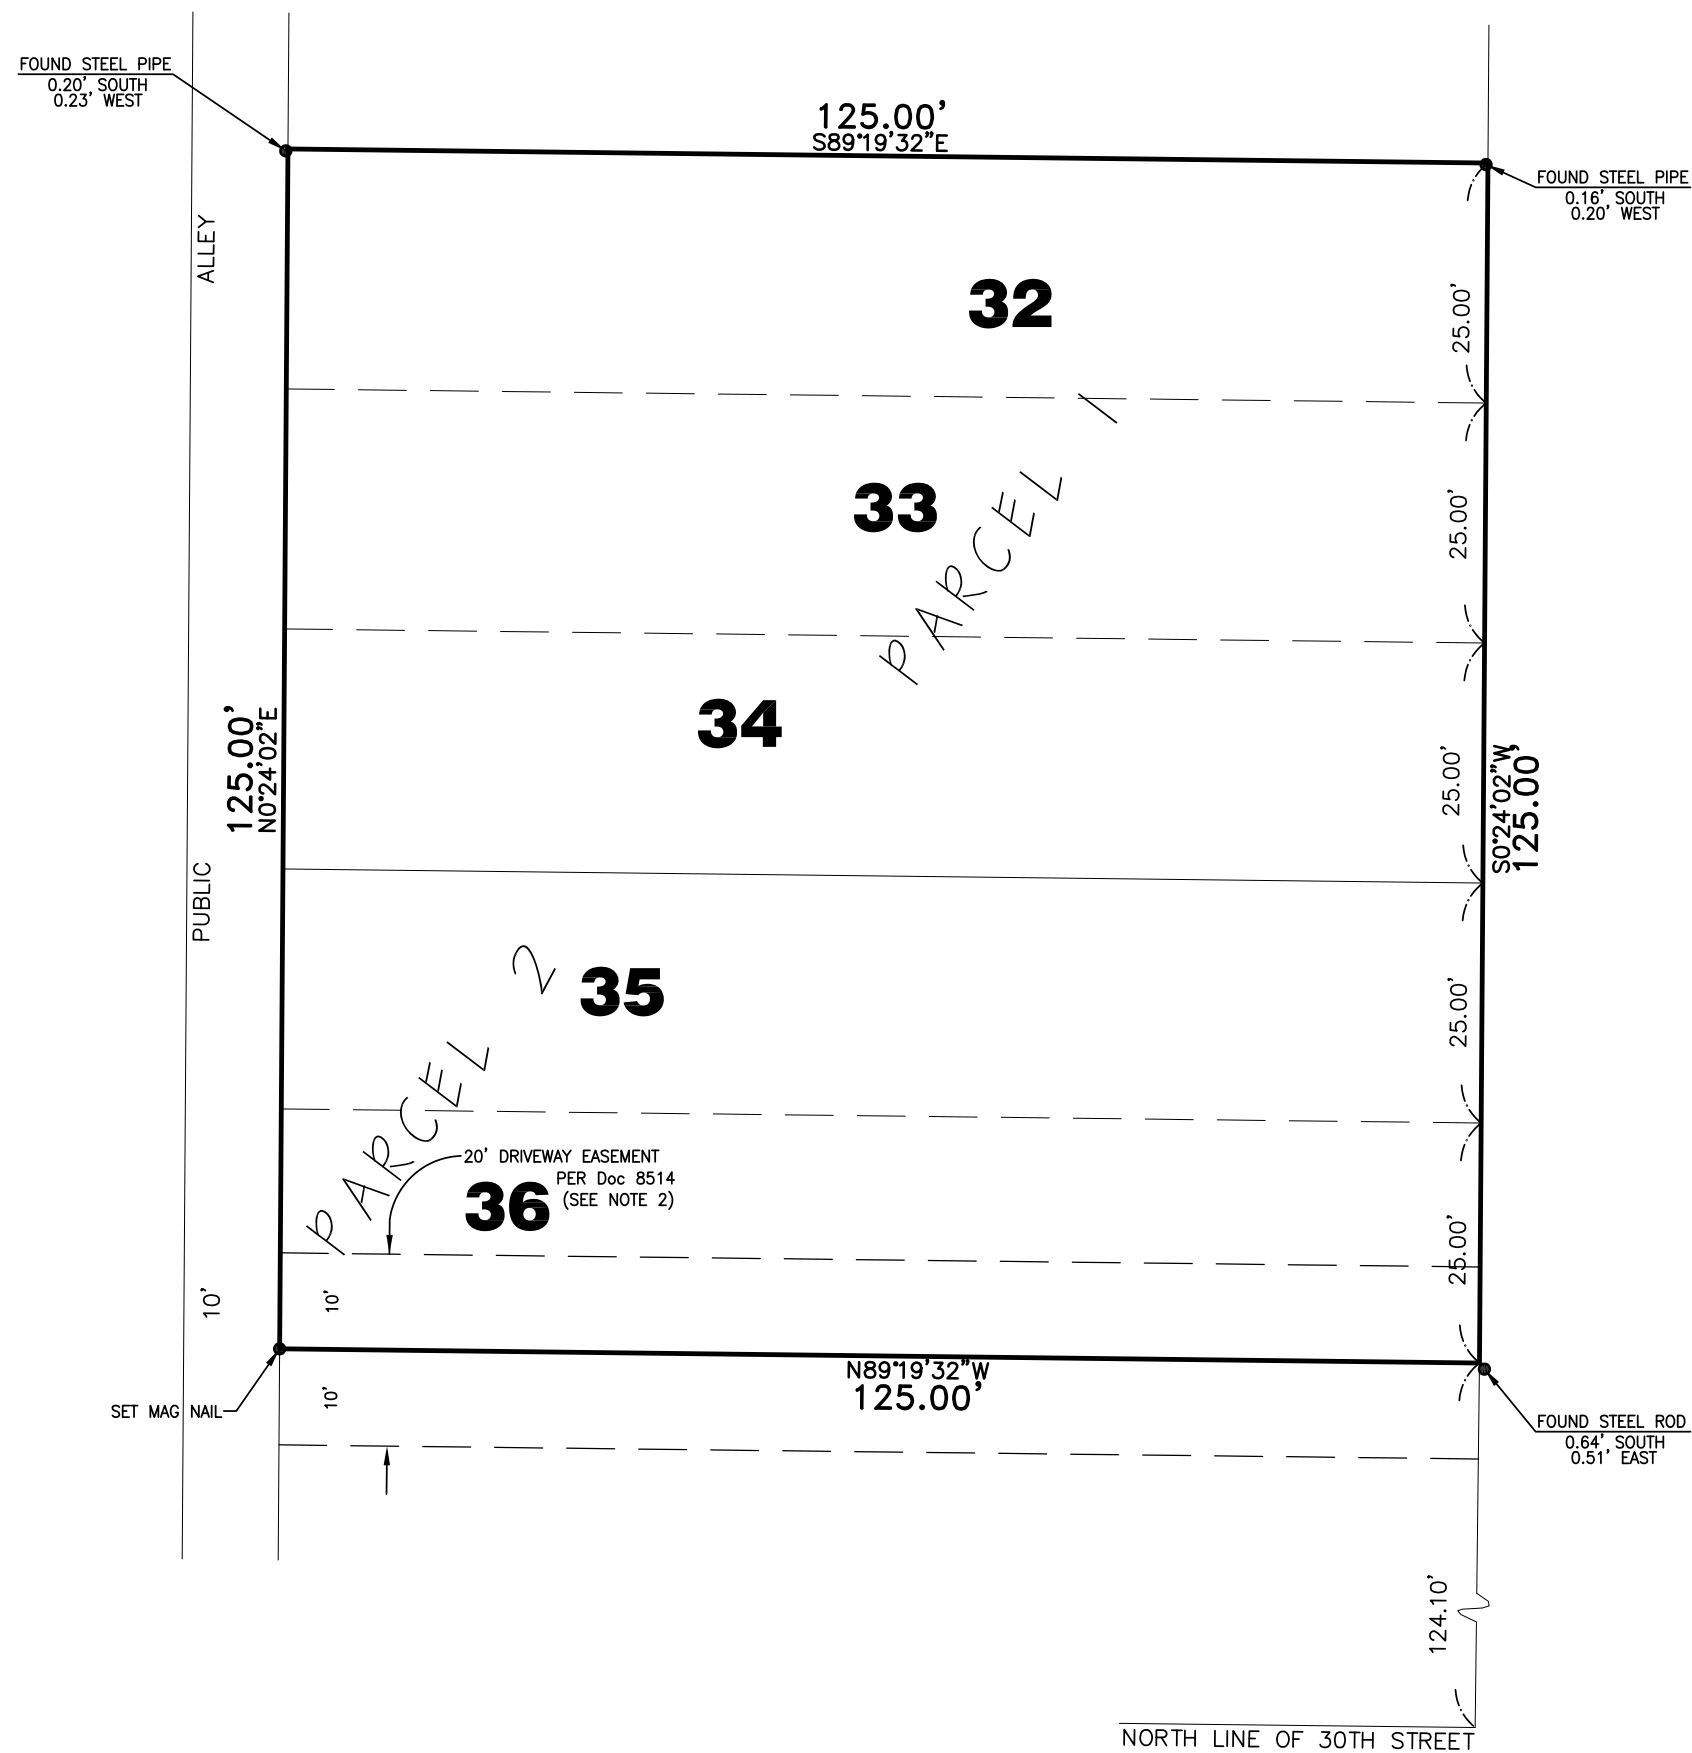 FOUND STEEL PIPE
0.20' SOUTH
0.23' WEST
125.00'
S89°19'32"E
FOUND STEEL PIPE
0.16' SOUTH
0.20' WEST
ALLEY
32
25.00'
PARCEL 1
33
25.00'
34
25.00'
125.00'
N0°24'02"E
S0°24'02"W
125.00'
PUBLIC
PARCEL 2
35
25.00'
20' DRIVEWAY EASEMENT
PER Doc 8514
(SEE NOTE 2)
36
25.00'
10'
10'
N89°19'32"W
125.00'
10'
SET MAG NAIL
FOUND STEEL ROD
0.64' SOUTH
0.51' EAST
124.10'
NORTH LINE OF 30TH STREET